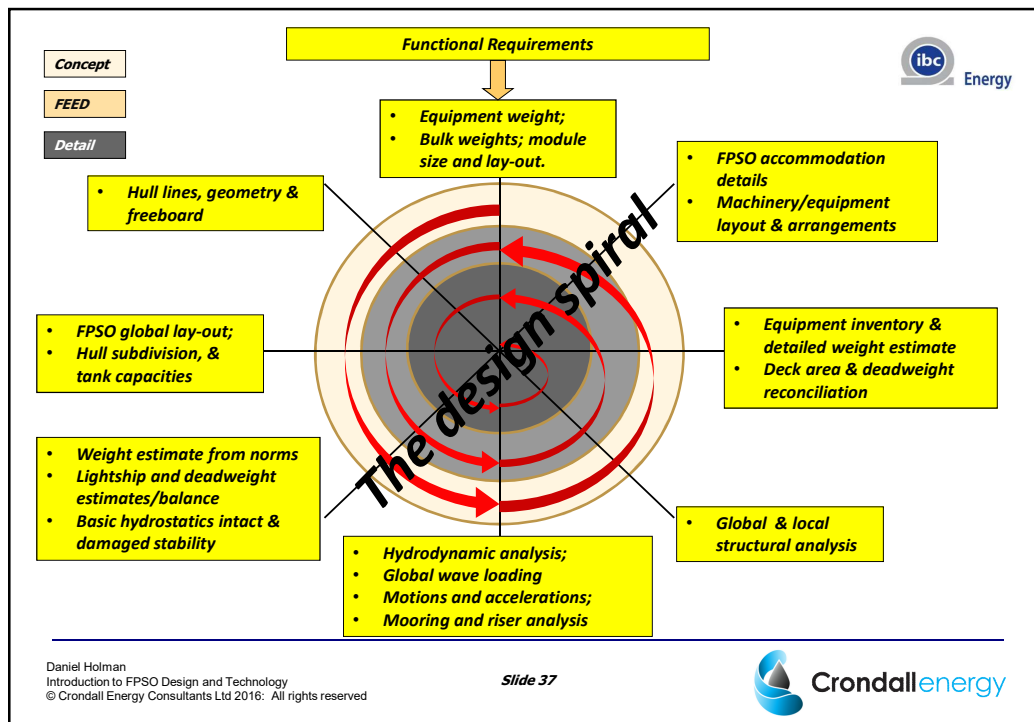 Functional Requirements
Concept
FEED
Detail
ibc
Energy
• Equipment weight;
• Bulk weights; module
size and lay-out.
• FPSO accommodation
details
• Machinery/equipment
layout & arrangements
• Hull lines, geometry &
freeboard
The design spiral
• FPSO global lay-out;
• Hull subdivision, &
tank capacities
• Equipment inventory &
detailed weight estimate
• Deck area & deadweight
reconciliation
• Weight estimate from norms
• Lightship and deadweight
estimates/balance
• Basic hydrostatics intact &
damaged stability
• Global & local
structural analysis
• Hydrodynamic analysis;
• Global wave loading
• Motions and accelerations;
• Mooring and riser analysis
Daniel Holman
Introduction to FPSO Design and Technology
© Crondall Energy Consultants Ltd 2016: All rights reserved
Slide 37
Crondallenergy